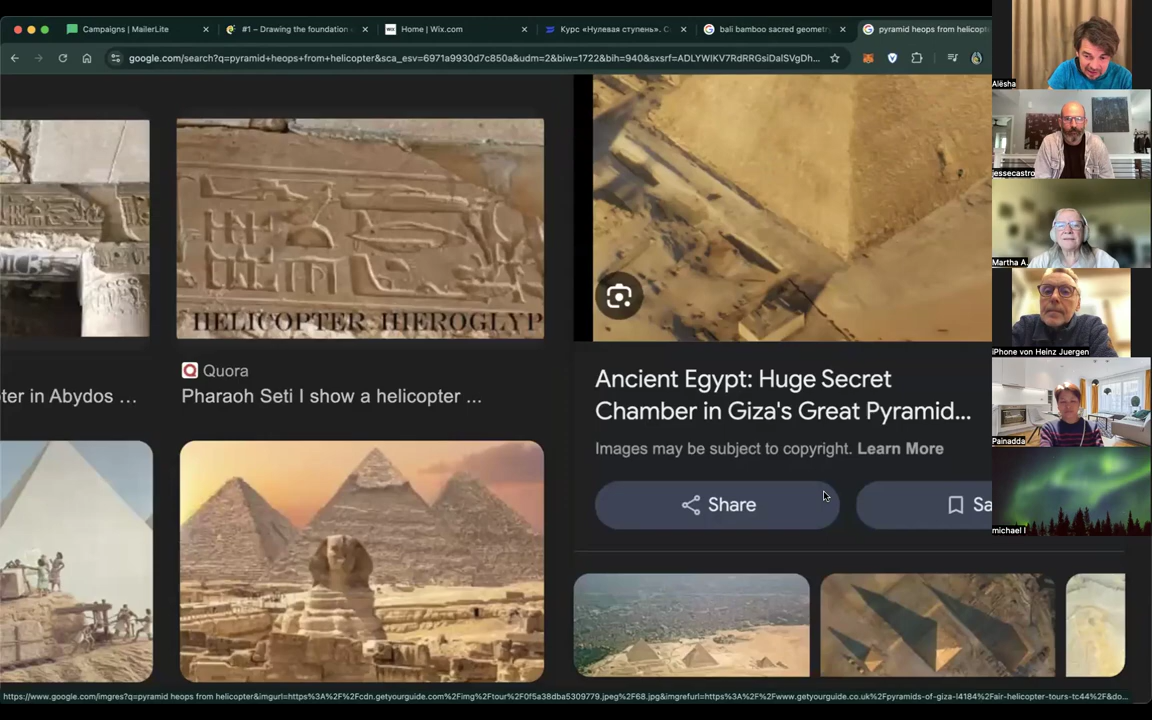 Campaigns | MailerLite
#1 – Drawing the foundation
Home | Wix.com
Курс «Нулевая ступень». С
bali bamboo sacred geometry
pyramid heops from helicopt
google.com/search?q=pyramid+heops+from+helicopter&sca_esv=6971a9930d7c850a&udm=2&biw=1722&bih=940&sxsrf=ADLYWIKV7RdRRGsiDaISVgDh...
Alësha
jessecastro
Martha A.
iPhone von Heinz Juergen
Painadda
michael l
HELICOPTER HIEROGLYP
Quora
ter in Abydos ...
Pharaoh Seti I show a helicopter ...
Ancient Egypt: Huge Secret
Chamber in Giza's Great Pyramid...
Images may be subject to copyright. Learn More
Share
Sa
https://www.google.com/imgres?q=pyramid heops from helicopter&imgurl=https%3A%2F%2Fcdn.getyourguide.com%2Fimg%2Ftour%2F0f5a38dba5309779.jpeg%2F68.jpg&imgrefurl=https%3A%2F%2Fwww.getyourguide.co.uk%2Fpyramids-of-giza-l4184%2Fair-helicopter-tours-tc44%2F&do...